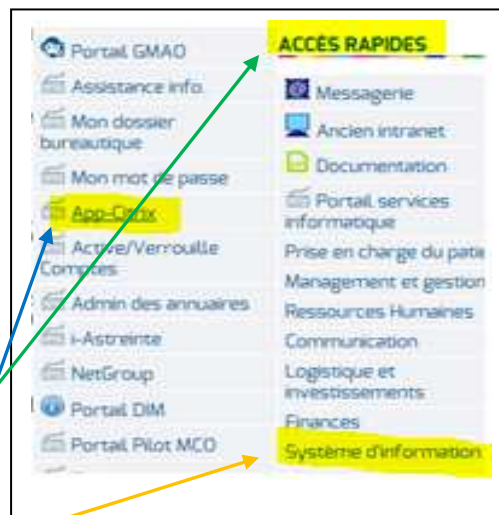 Portail GMAO
Assistance info.
Mon dossier
bureautique
Mon mot de passe
App-Citrix
Active/Verrouille
Comptes
Admin des annuaires
i-Astreinte
NetGroup
Portail DIM
Portail Pilot MCO
ACCÈS RAPIDES
Messagerie
Ancien intranet
Documentation
Portail services
informatique
Prise en charge du patie
Management et gestion
Ressources Humaines
Communication
Logistique et
investissements
Finances
Système d'information